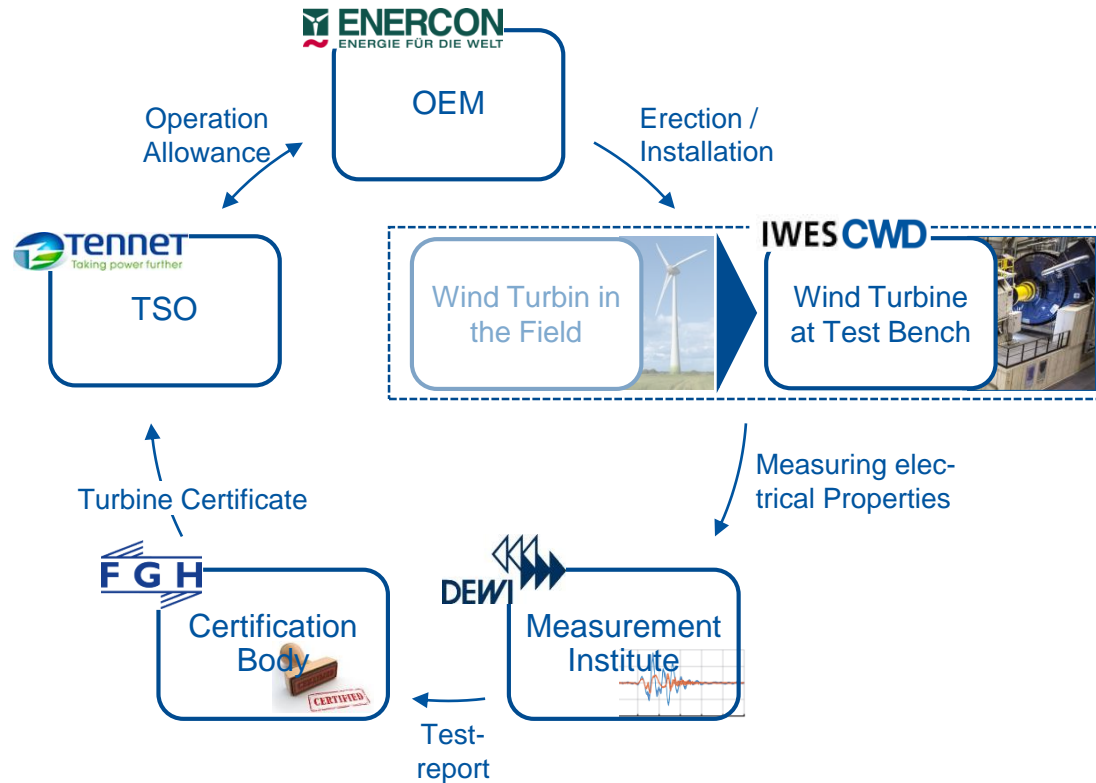 ENERCON
ENERGIE FÜR DIE WELT
OEM
Operation
Allowance
Erection /
Installation
TENNET
Taking power further
TSO
Wind Turbin in
the Field
IWES CWD
Wind Turbine
at Test Bench
Measuring elec-
trical Properties
Turbine Certificate
FGH
Certification
Body
CERTIFIED
DEWI
Measurement
Institute
Test-
report